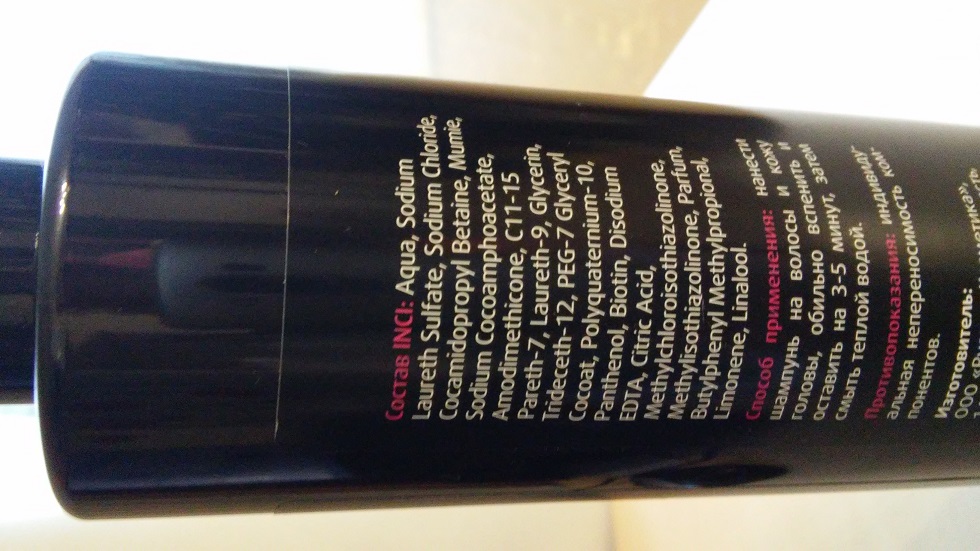 Состав INCI: Aqua, Sodium
Laureth Sulfate, Sodium Chloride,
Cocamidopropyl Betaine, Mumie,
Sodium Cocoamphoacetate,
Amodimethicone, C11-15
Pareth-7, Laureth-9, Glycerin,
Trideceth-12, PEG-7 Glyceryl
Cocoat, Polyquaternium-10,
Panthenol, Biotin, Disodium
EDTA, Citric Acid,
Methylchloroisothiazolinone,
Methylisothiazolinone, Parfum,
Butylphenyl Methylpropional,
Limonene, Linalool.
Способ применения: нанести
шампунь на волосы и кожу
головы, обильно вспенить и
оставить на 3-5 минут, затем
смыть теплой водой.
Противопоказания: индивиду-
альная непереносимость ком-
понентов.
Изготовитель:
ООО